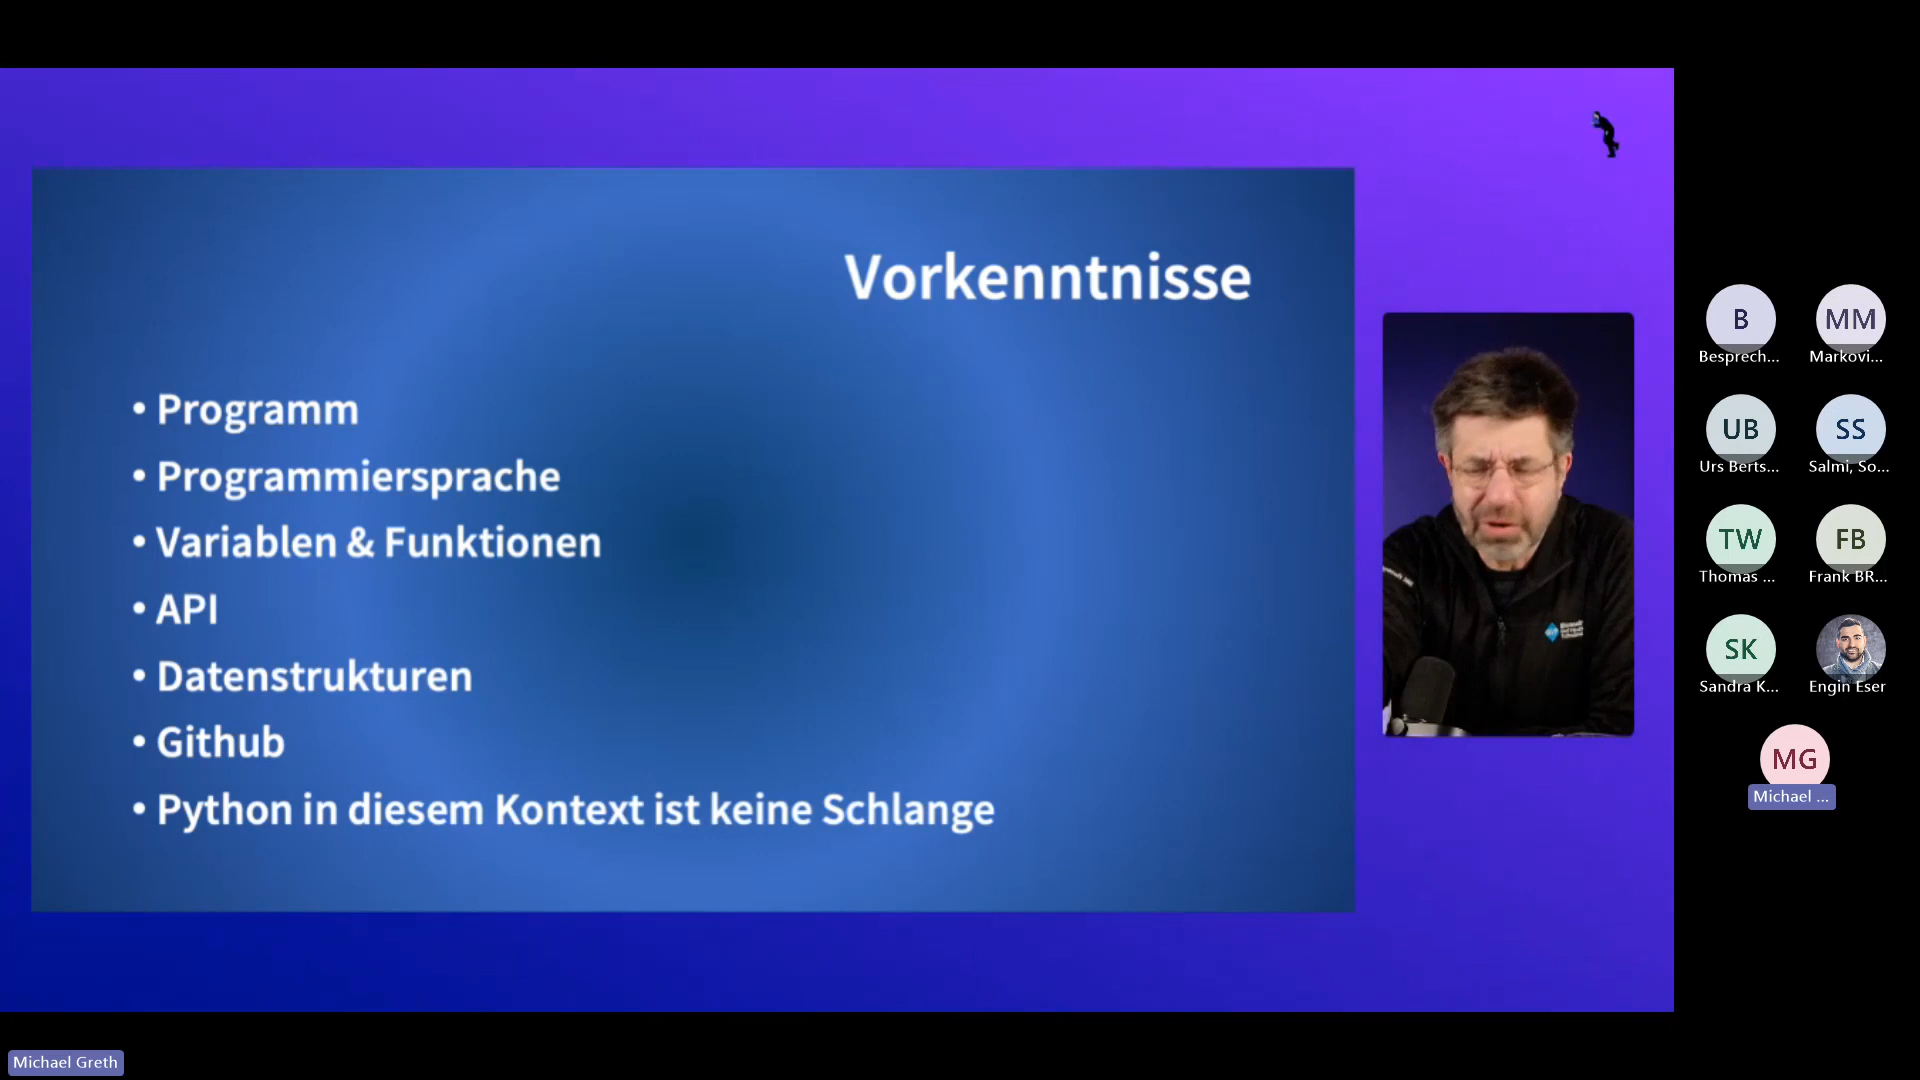 Vorkenntnisse
• Programm
• Programmiersprache
• Variablen & Funktionen
• API
• Datenstrukturen
• Github
• Python in diesem Kontext ist keine Schlange
B
Besprech...
MM
Markovi...
UB
Urs Berts...
SS
Salmi, So...
TW
Thomas ...
FB
Frank BR...
SK
Sandra K...
Engin Eser
MG
Michael ...
Michael Greth